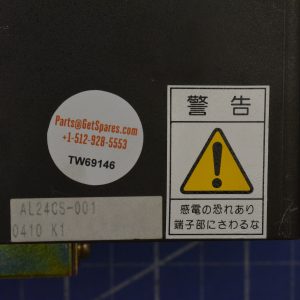 Parts@GetSpares.com
+1-512-928-5553
TW69146
警告
感電の恐れあり
端子部にさわるな
AL24CS-001
0410 K1